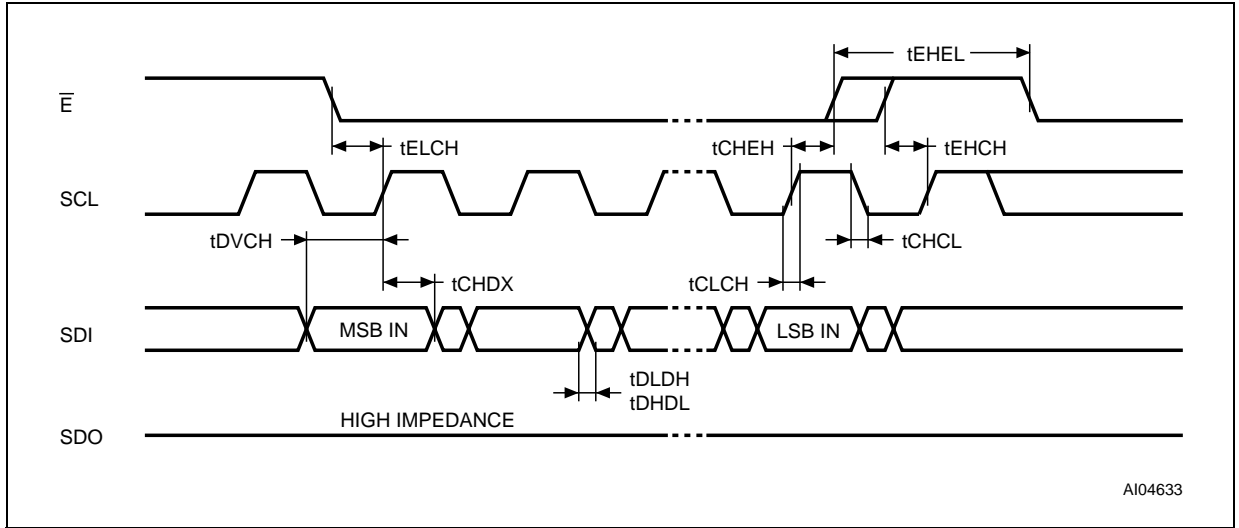 tEHEL
E̅
tELCH
tCHEH
tEHCH
SCL
tDVCH
tCHCL
tCHDX
tCLCH
SDI
MSB IN
LSB IN
tDLDH
tDHDL
HIGH IMPEDANCE
SDO
AI04633